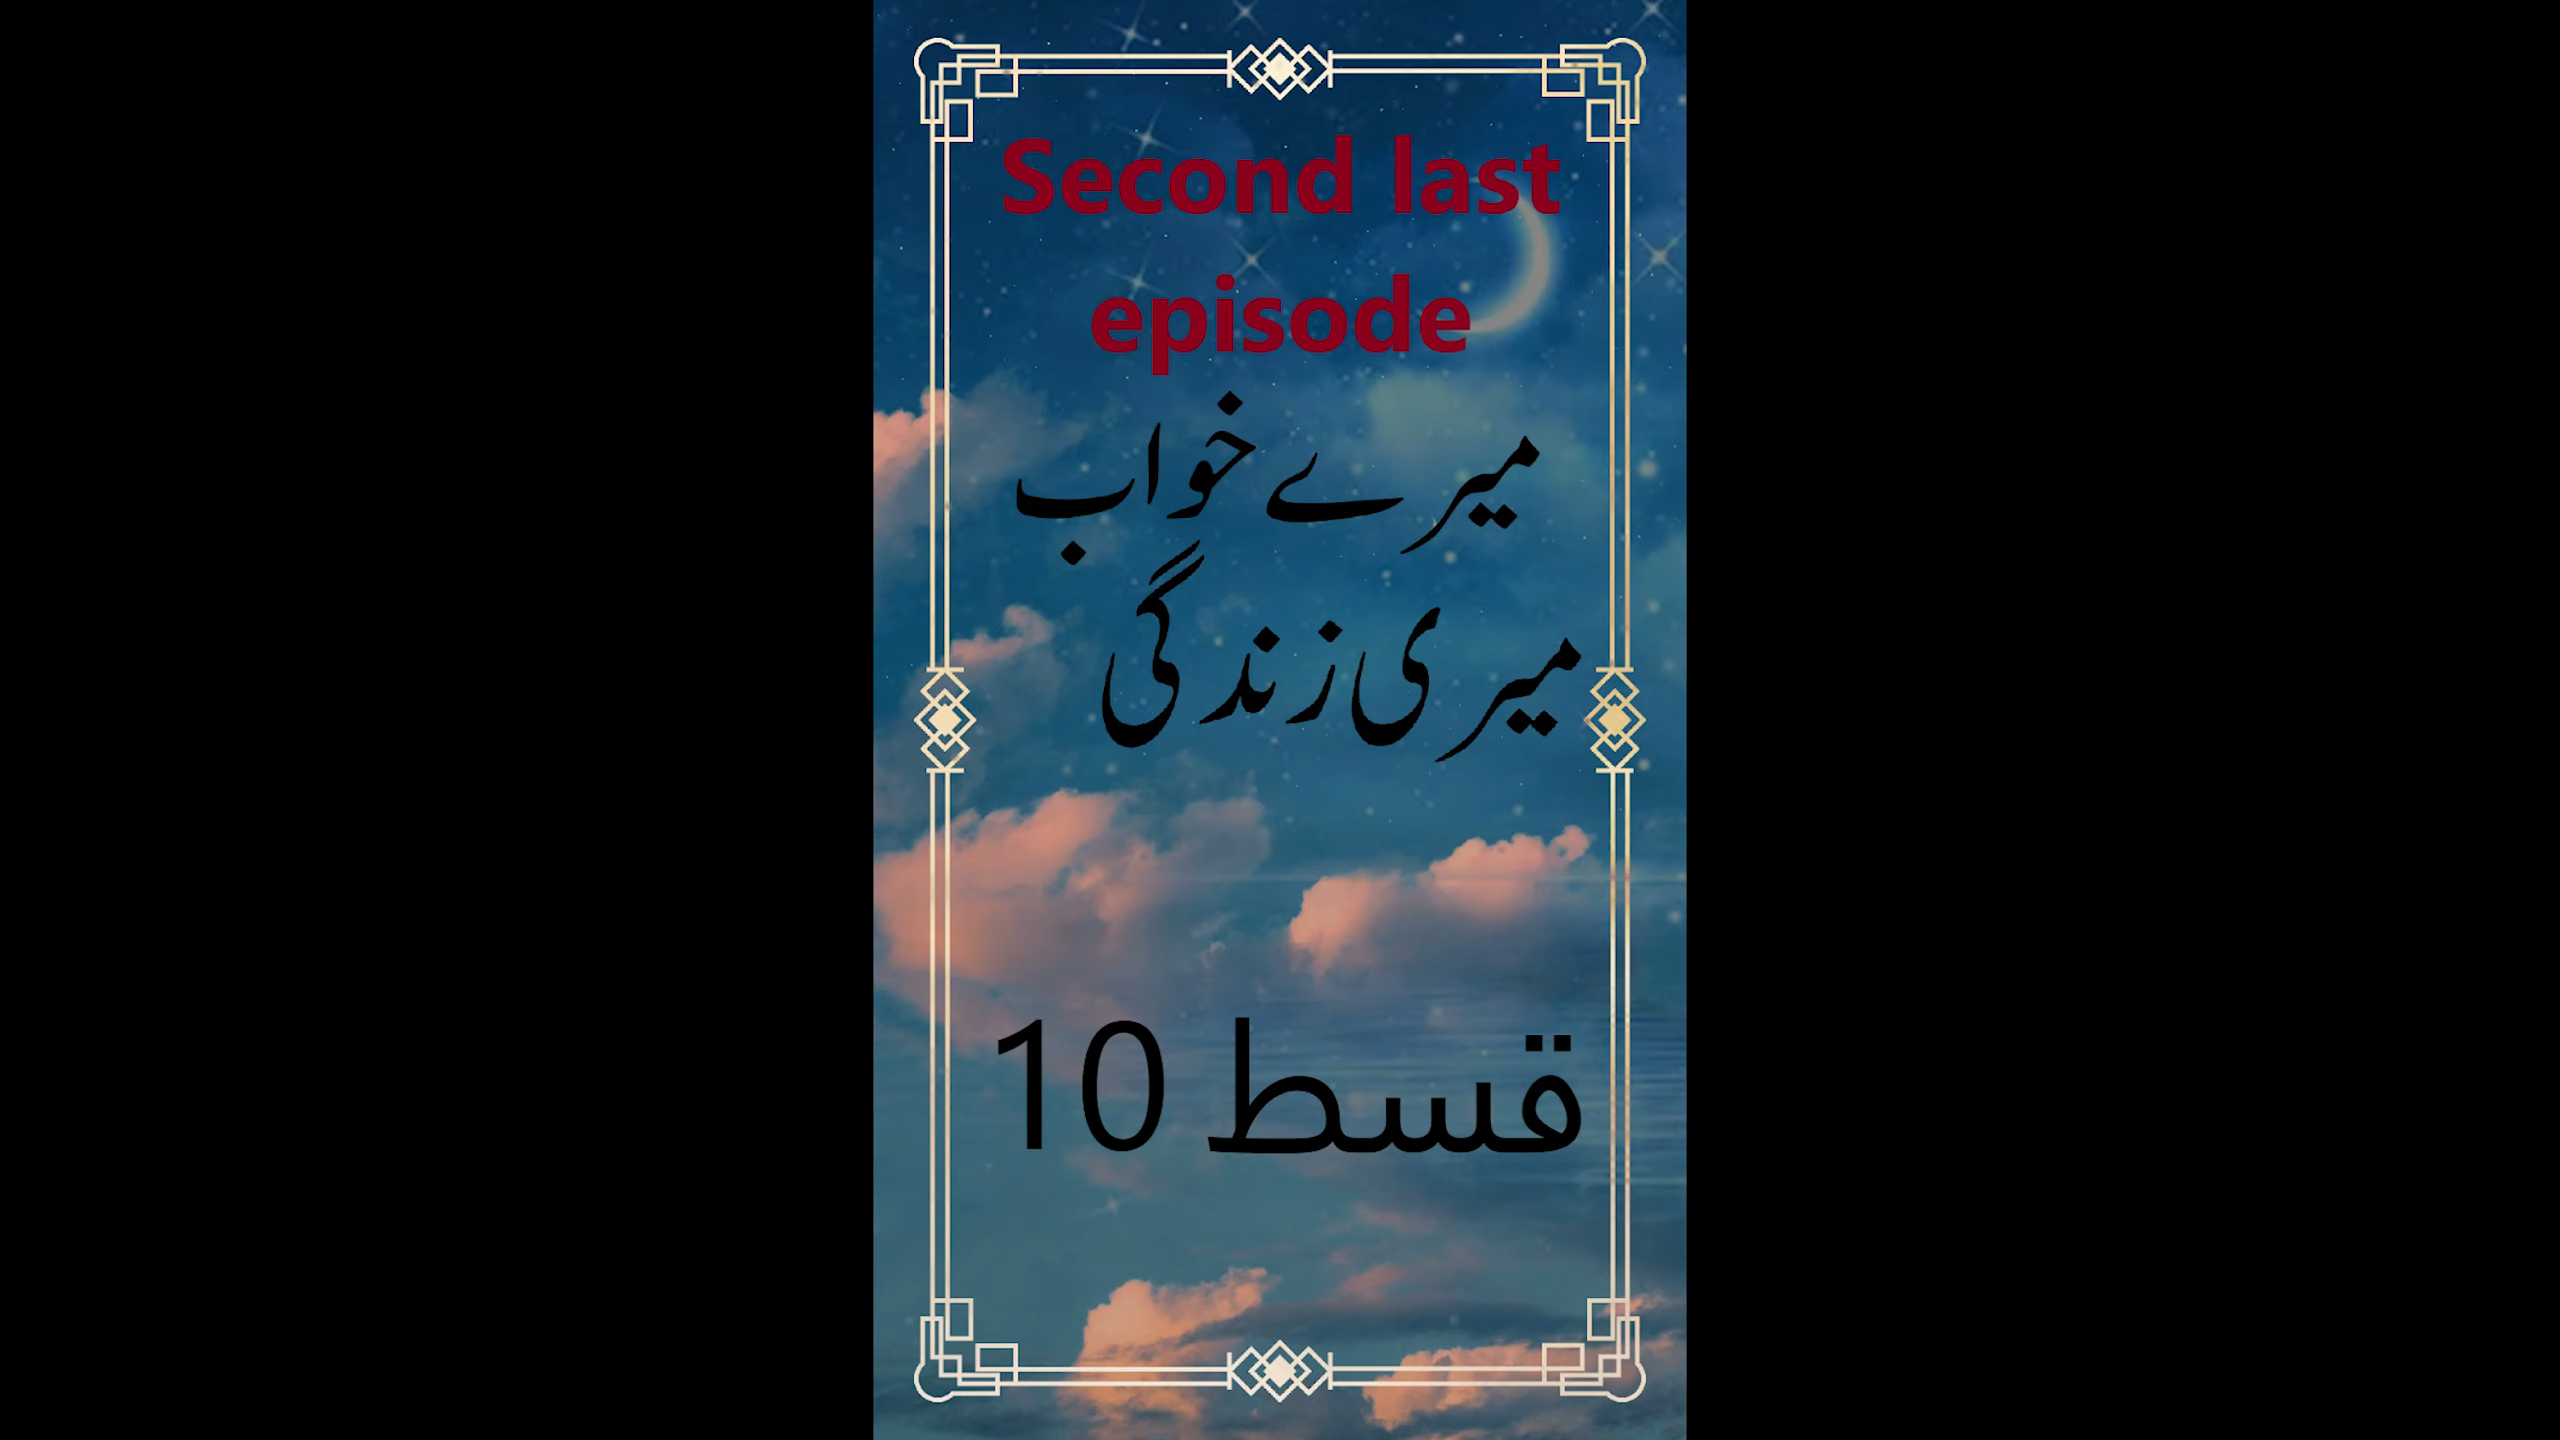 Second last
episode
میرے خواب
میری زندگی
قسط 10